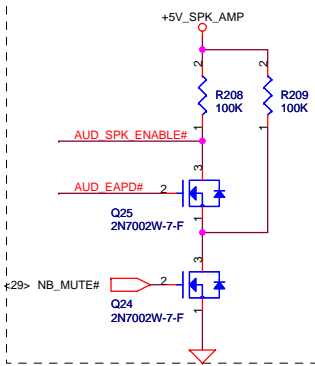 +5V_SPK_AMP
2
2
R208
100K
R209
100K
1
1
AUD_SPK_ENABLE#
3
AUD_EAPD#
2
Q25
2N7002W-7-F
1
3
<29> NB_MUTE#
2
Q24
2N7002W-7-F
1